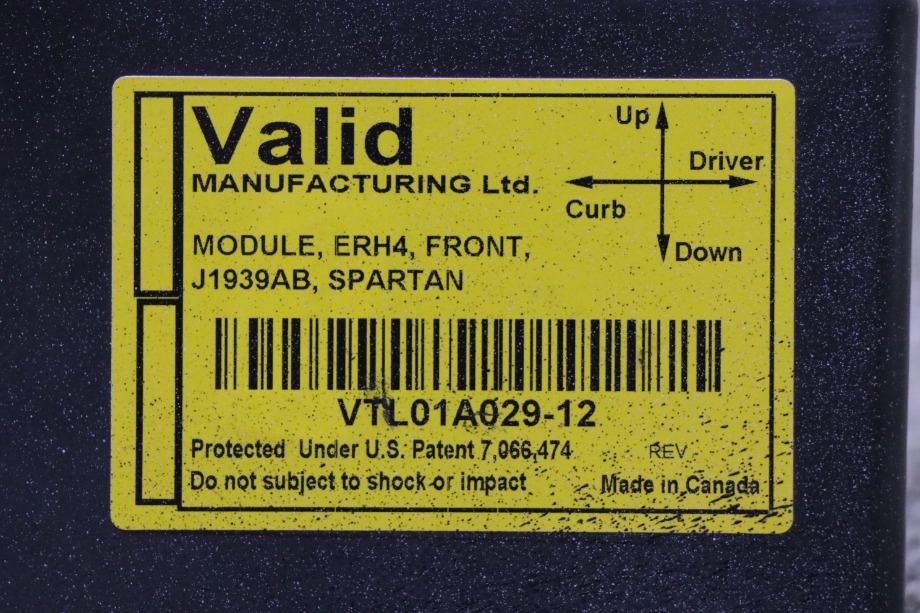 Valid
MANUFACTURING Ltd.
Up
Driver
Curb
Down
MODULE, ERH4, FRONT,
J1939AB, SPARTAN
VTL01A029-12
Protected Under U.S. Patent 7,066,474
REV
Do not subject to shock or impact
Made in Canada